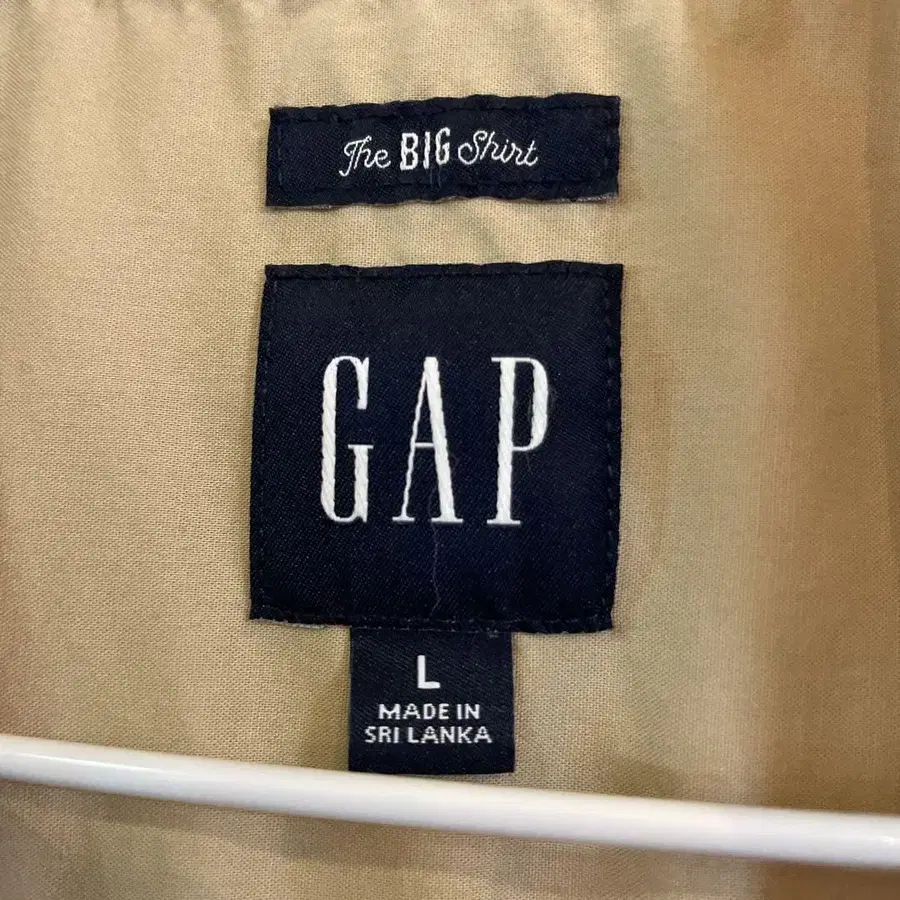 The BIG Shirt
GAP
L
MADE IN
SRI LANKA